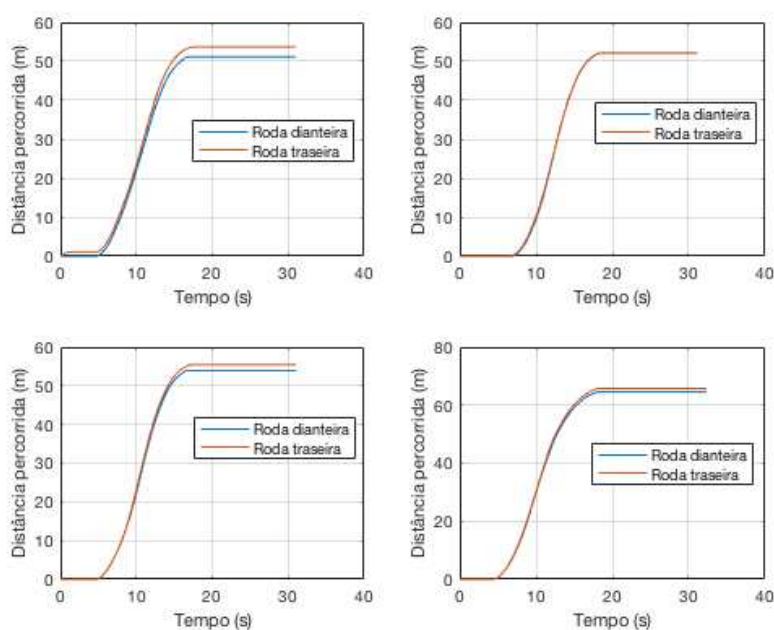 60
50
40
30
20
10
0
Distância percorrida (m)
Roda dianteira
Roda traseira
0 10 20 30 40
Tempo (s)
60
50
40
30
20
10
0
Distância percorrida (m)
Roda dianteira
Roda traseira
0 10 20 30 40
Tempo (s)
60
50
40
30
20
10
0
Distância percorrida (m)
Roda dianteira
Roda traseira
0 10 20 30 40
Tempo (s)
80
60
40
20
0
Distância percorrida (m)
Roda dianteira
Roda traseira
0 10 20 30 40
Tempo (s)